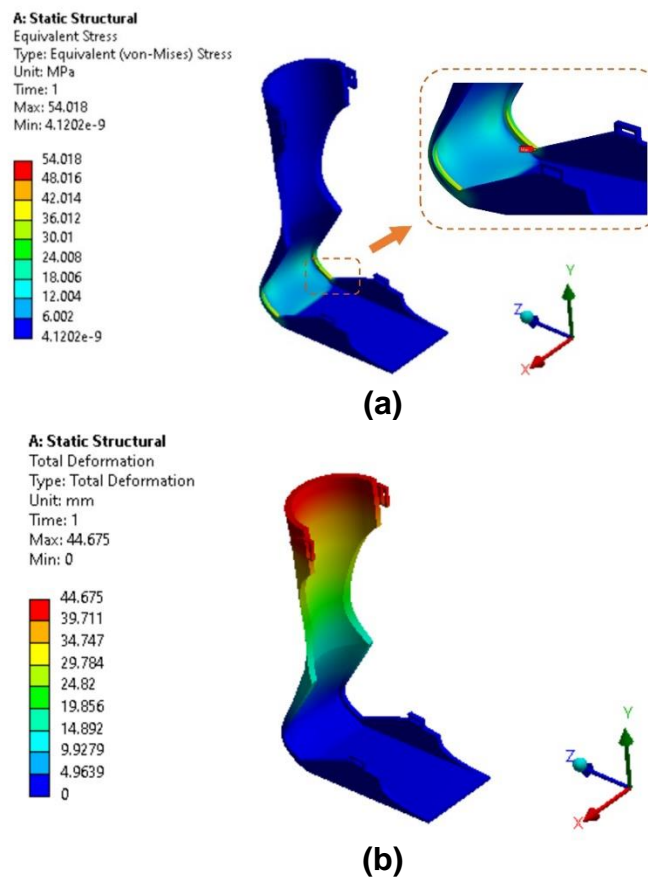 A: Static Structural
Equivalent Stress
Type: Equivalent (von-Mises) Stress
Unit: MPa
Time: 1
Max: 54.018
Min: 4.1202e-9
54.018
48.016
42.014
36.012
30.01
24.008
18.006
12.004
6.002
4.1202e-9
Y
Z
X
(a)
A: Static Structural
Total Deformation
Type: Total Deformation
Unit: mm
Time: 1
Max: 44.675
Min: 0
44.675
39.711
34.747
29.784
24.82
19.856
14.892
9.9279
4.9639
0
Y
Z
X
(b)